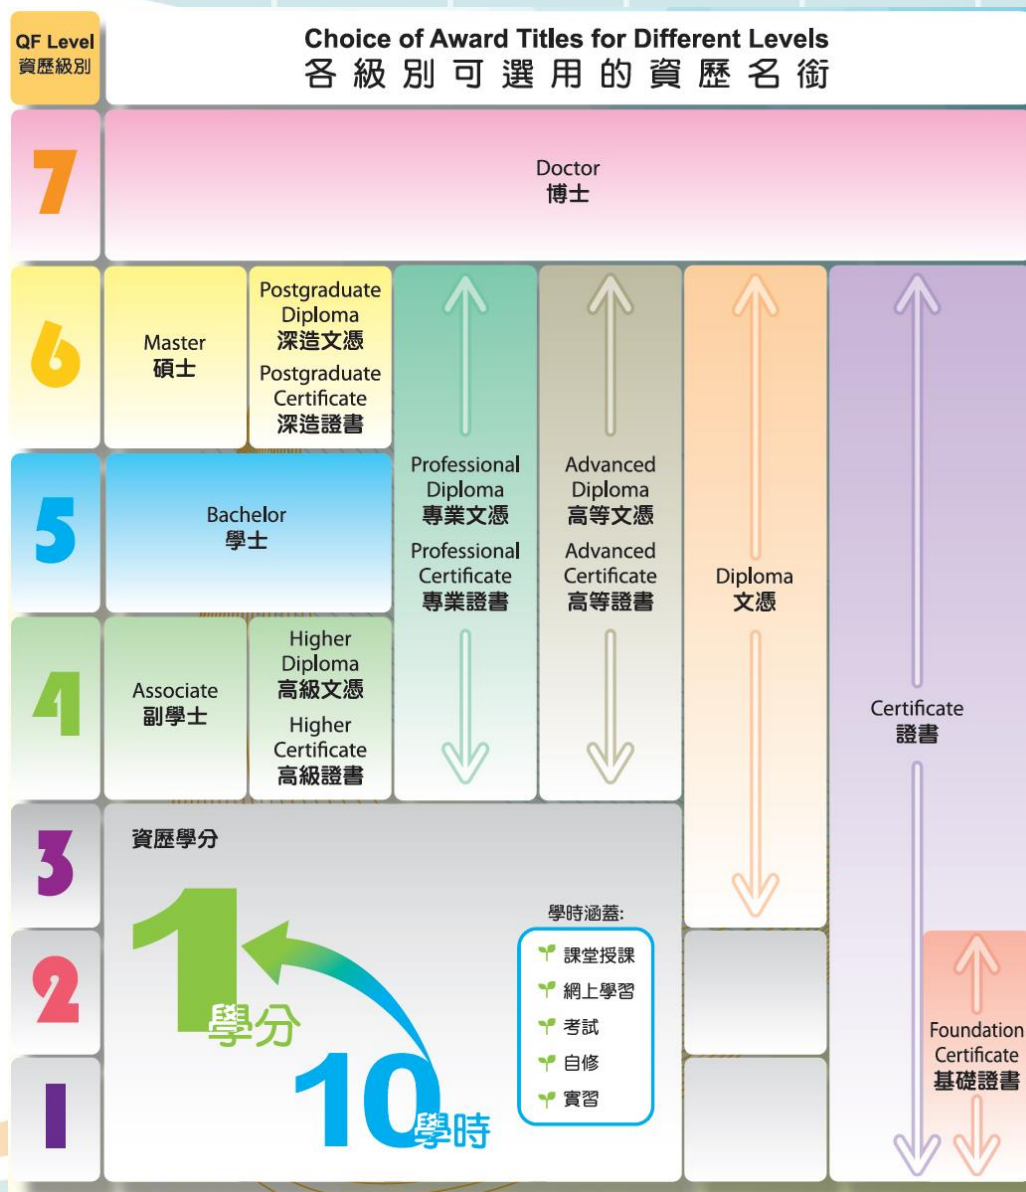 QF Level
資歷級別
Choice of Award Titles for Different Levels
各級別可選用的資歷名銜
7
Doctor
博士
6
Master
碩士
Postgraduate
Diploma
深造文憑
Postgraduate
Certificate
深造證書
5
Bachelor
學士
4
Associate
副學士
Higher
Diploma
高級文憑
Higher
Certificate
高級證書
Professional
Diploma
專業文憑
Professional
Certificate
專業證書
Advanced
Diploma
高等文憑
Advanced
Certificate
高等證書
Diploma
文憑
Certificate
證書
3
2
1
資歷學分
1
學分
10
學時
學時涵蓋:
課堂授課
網上學習
考試
自修
實習
Foundation
Certificate
基礎證書